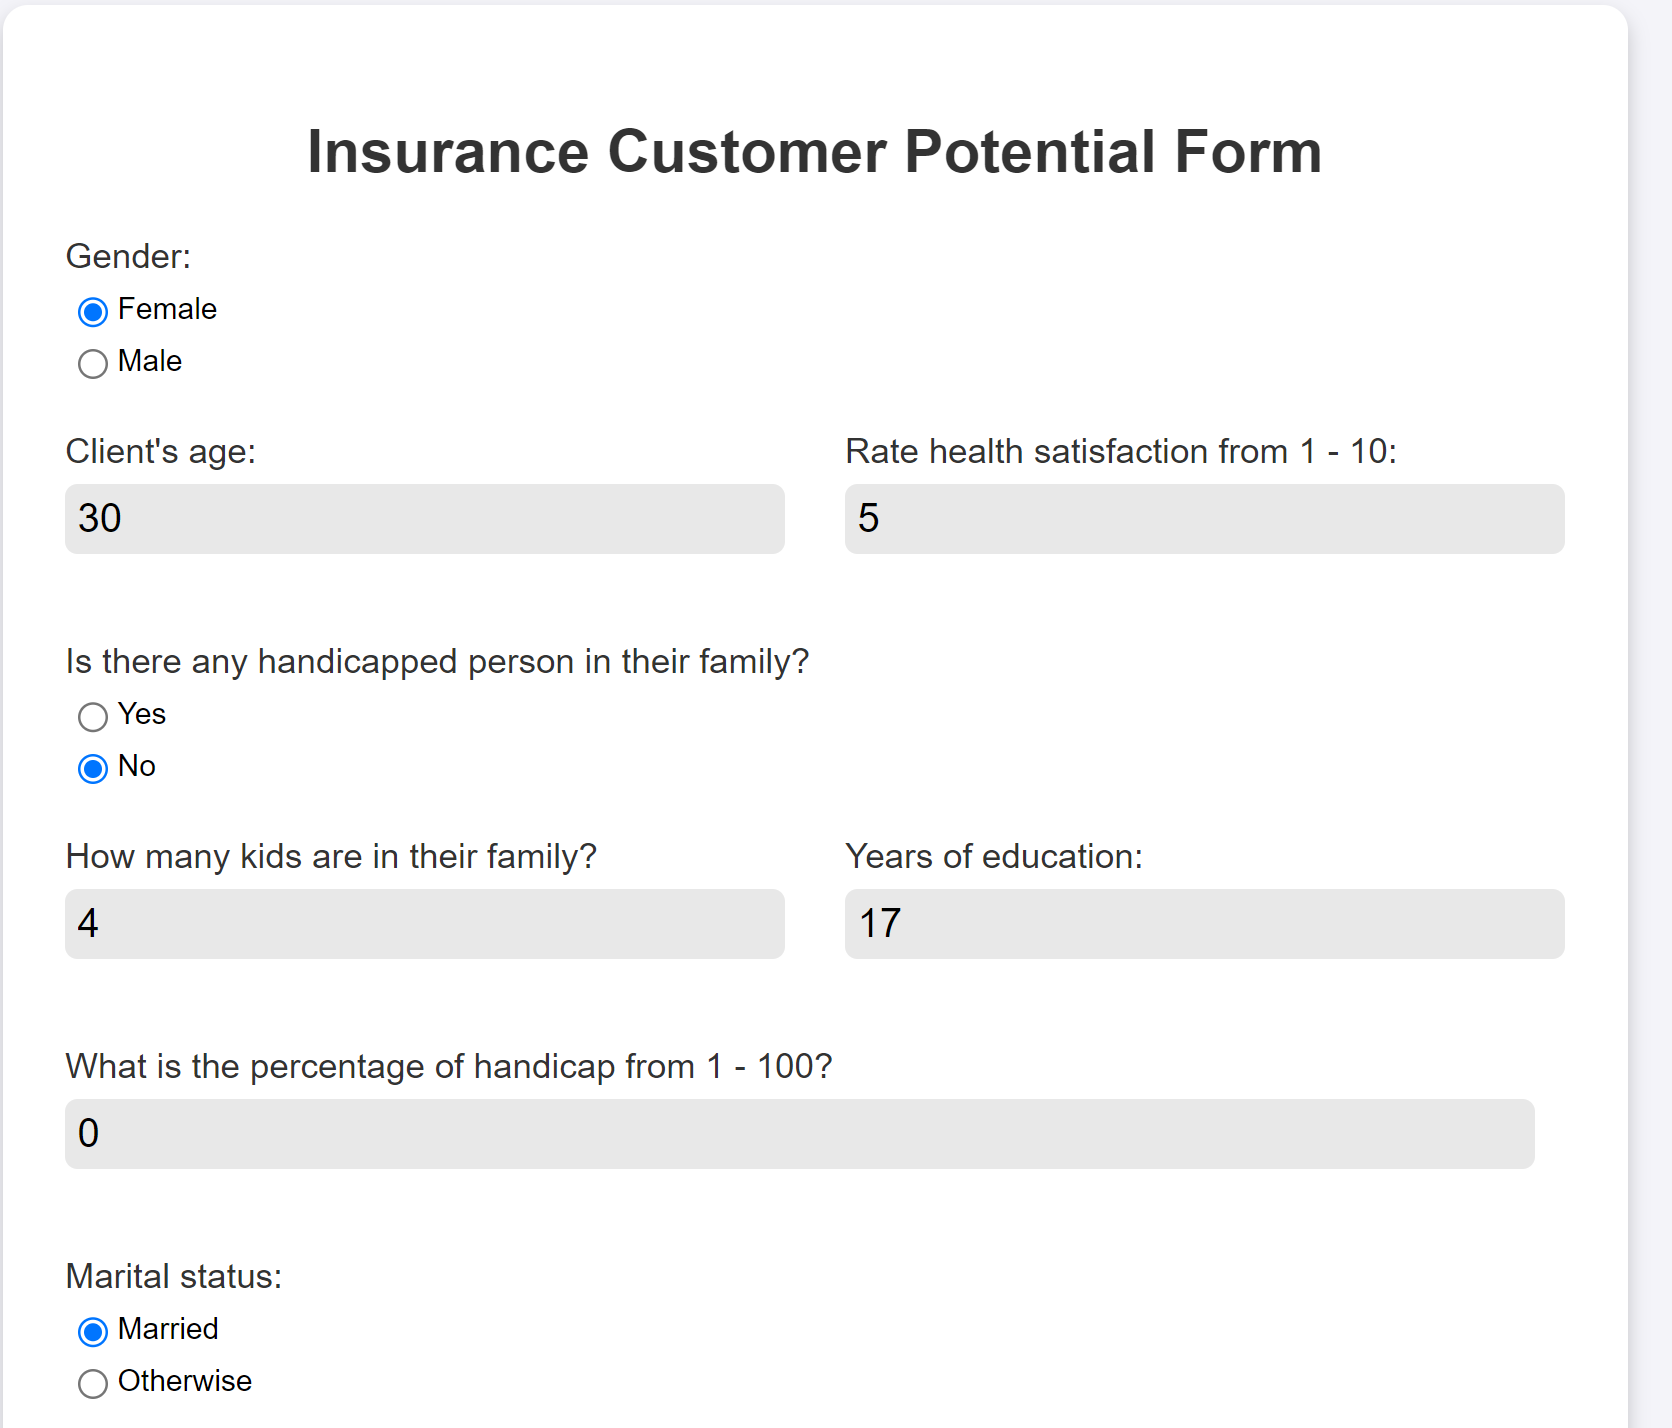 Insurance Customer Potential Form
Gender:
Female
Male
Client's age:
30
Rate health satisfaction from 1 - 10:
5
Is there any handicapped person in their family?
Yes
No
How many kids are in their family?
4
Years of education:
17
What is the percentage of handicap from 1 - 100?
0
Marital status:
Married
Otherwise